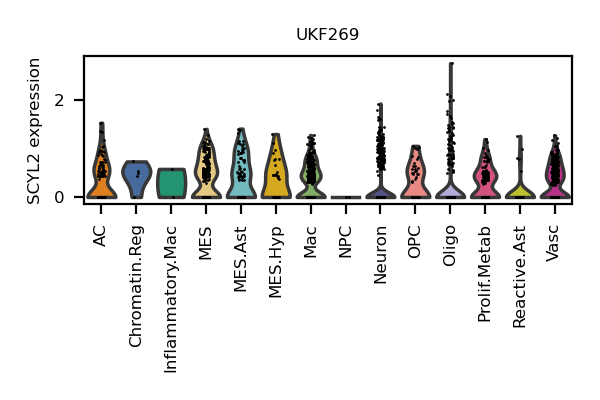 UKF269
SCYL2 expression
2
0
AC
Chromatin.Reg
Inflammatory.Mac
MES
MES.Ast
MES.Hyp
Mac
NPC
Neuron
OPC
Oligo
Prolif.Metab
Reactive.Ast
Vasc